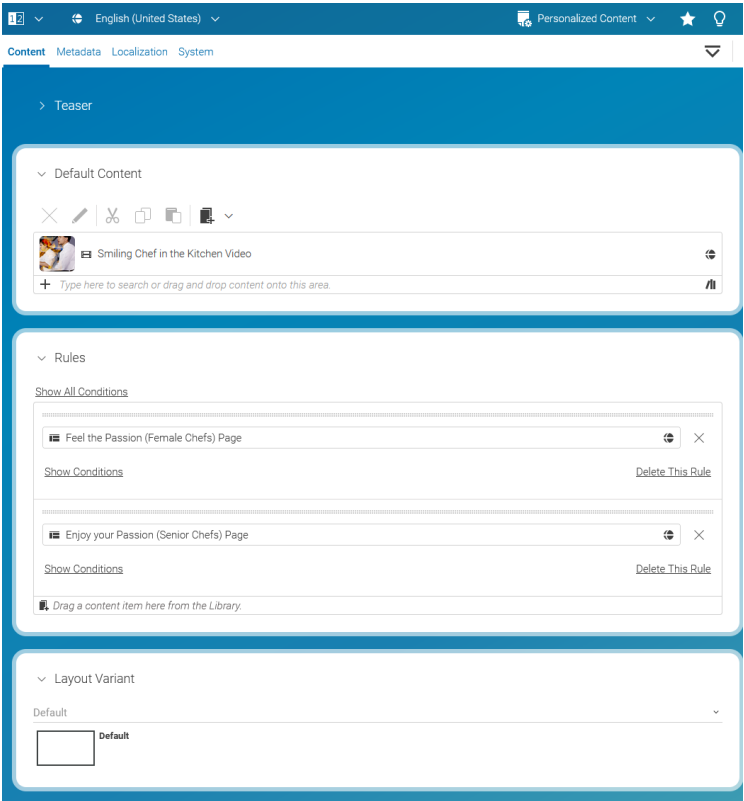 12 English (United States) Personalized Content
Content Metadata Localization System
Teaser
Default Content
Smiling Chef in the Kitchen Video
Type here to search or drag and drop content onto this area.
Rules
Show All Conditions
Feel the Passion (Female Chefs) Page
Show Conditions Delete This Rule
Enjoy your Passion (Senior Chefs) Page
Show Conditions Delete This Rule
Drag a content item here from the Library.
Layout Variant
Default
Default